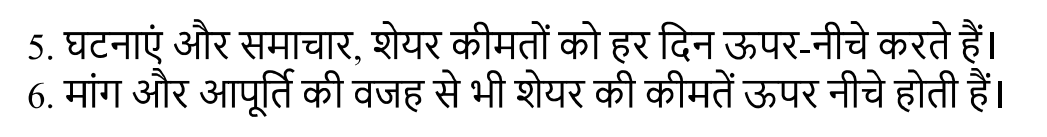 5. घटनाएं और समाचार, शेयर कीमतों को हर दिन ऊपर-नीचे करते हैं।
6. मांग और आपूर्ति की वजह से भी शेयर की कीमतें ऊपर नीचे होती हैं।